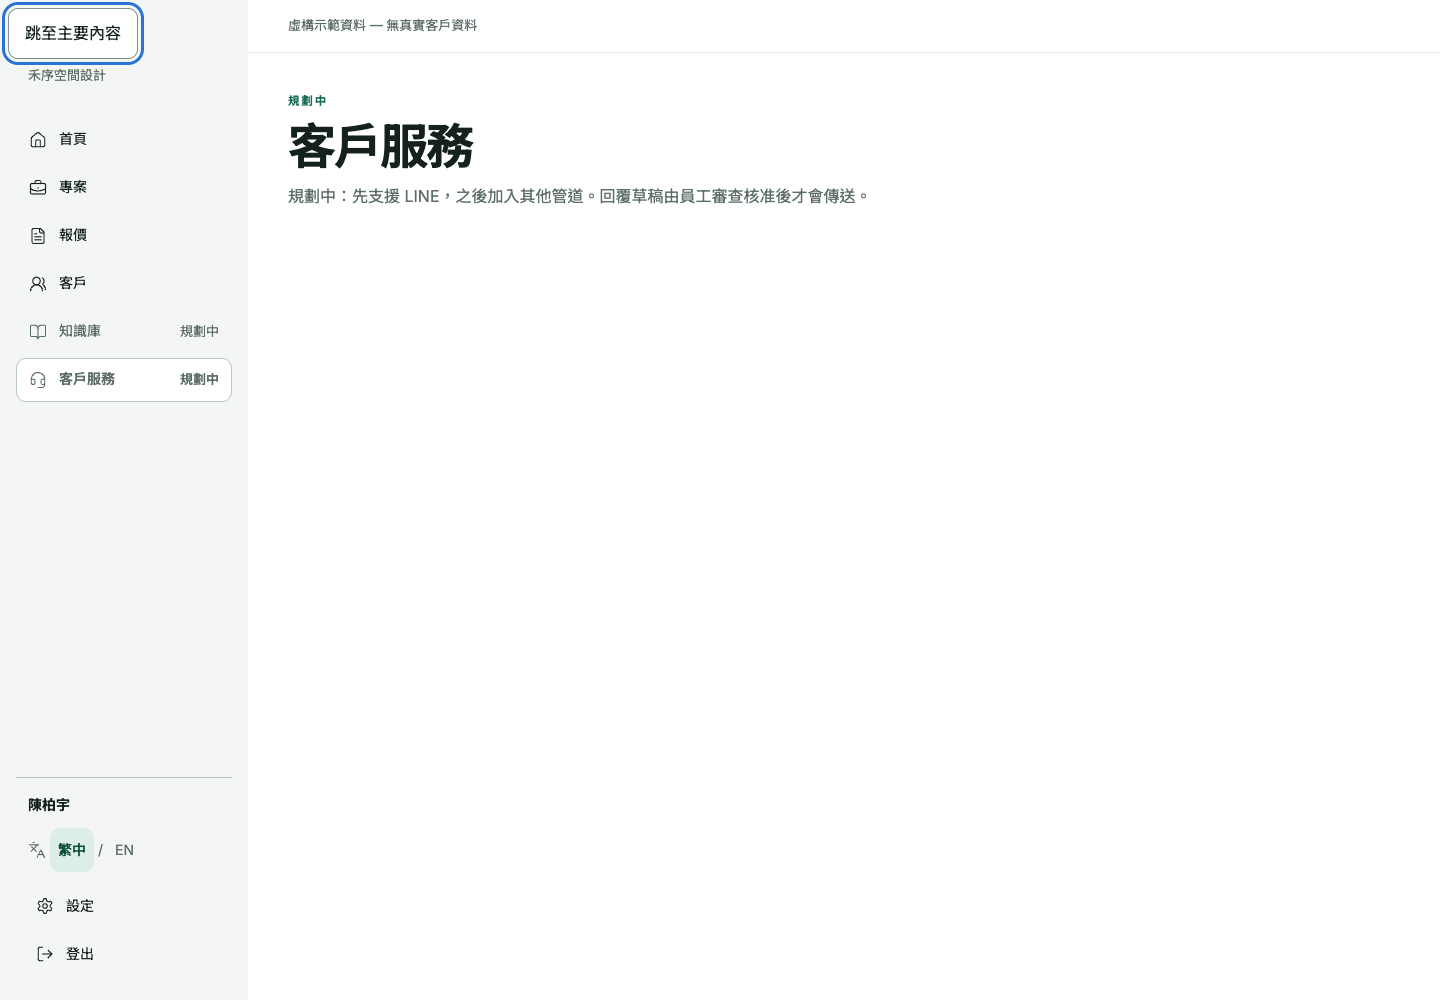 跳至主要內容
禾序空間設計
首頁
專案
報價
客戶
知識庫 規劃中
客戶服務 規劃中
陳柏宇
繁中 / EN
設定
登出
虛構示範資料 — 無真實客戶資料
規劃中
客戶服務
規劃中：先支援 LINE，之後加入其他管道。回覆草稿由員工審查核准後才會傳送。